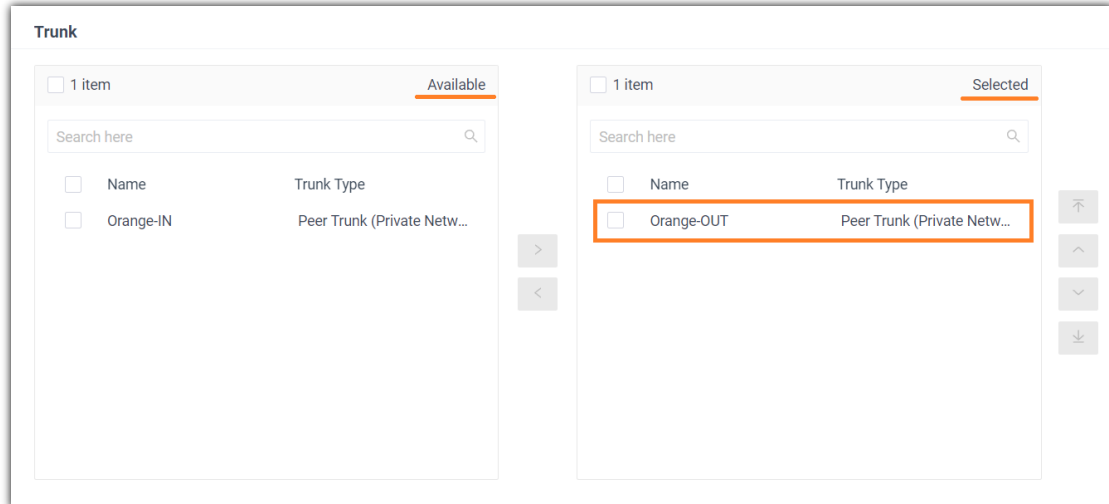 Trunk
1 item Available
Search here
Name Trunk Type
Orange-IN Peer Trunk (Private Netw...
1 item Selected
Search here
Name Trunk Type
Orange-OUT Peer Trunk (Private Netw...